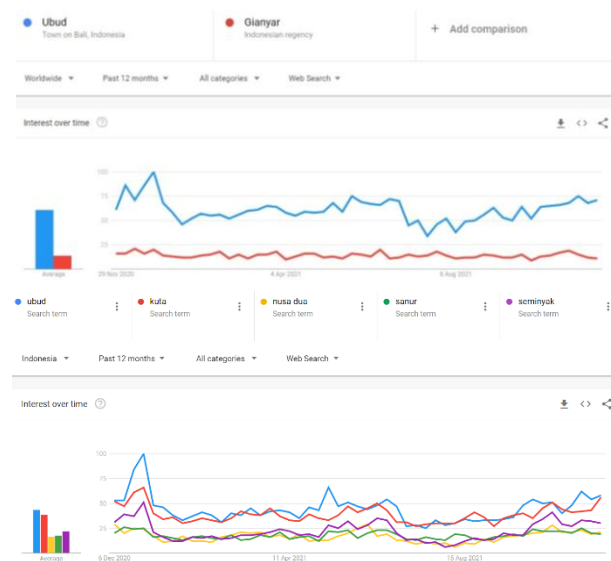 Ubud
Town on Bali, Indonesia
Gianyar
Indonesian regency
+ Add comparison
Worldwide
Past 12 months
All categories
Web Search
Interest over time
100
75
50
25
Average
29 Nov 2020
4 Apr 2021
8 Aug 2021
ubud
Search term
kuta
Search term
nusa dua
Search term
sanur
Search term
seminyak
Search term
Indonesia
Past 12 months
All categories
Web Search
Interest over time
100
75
50
25
Average
6 Dec 2020
11 Apr 2021
15 Aug 2021